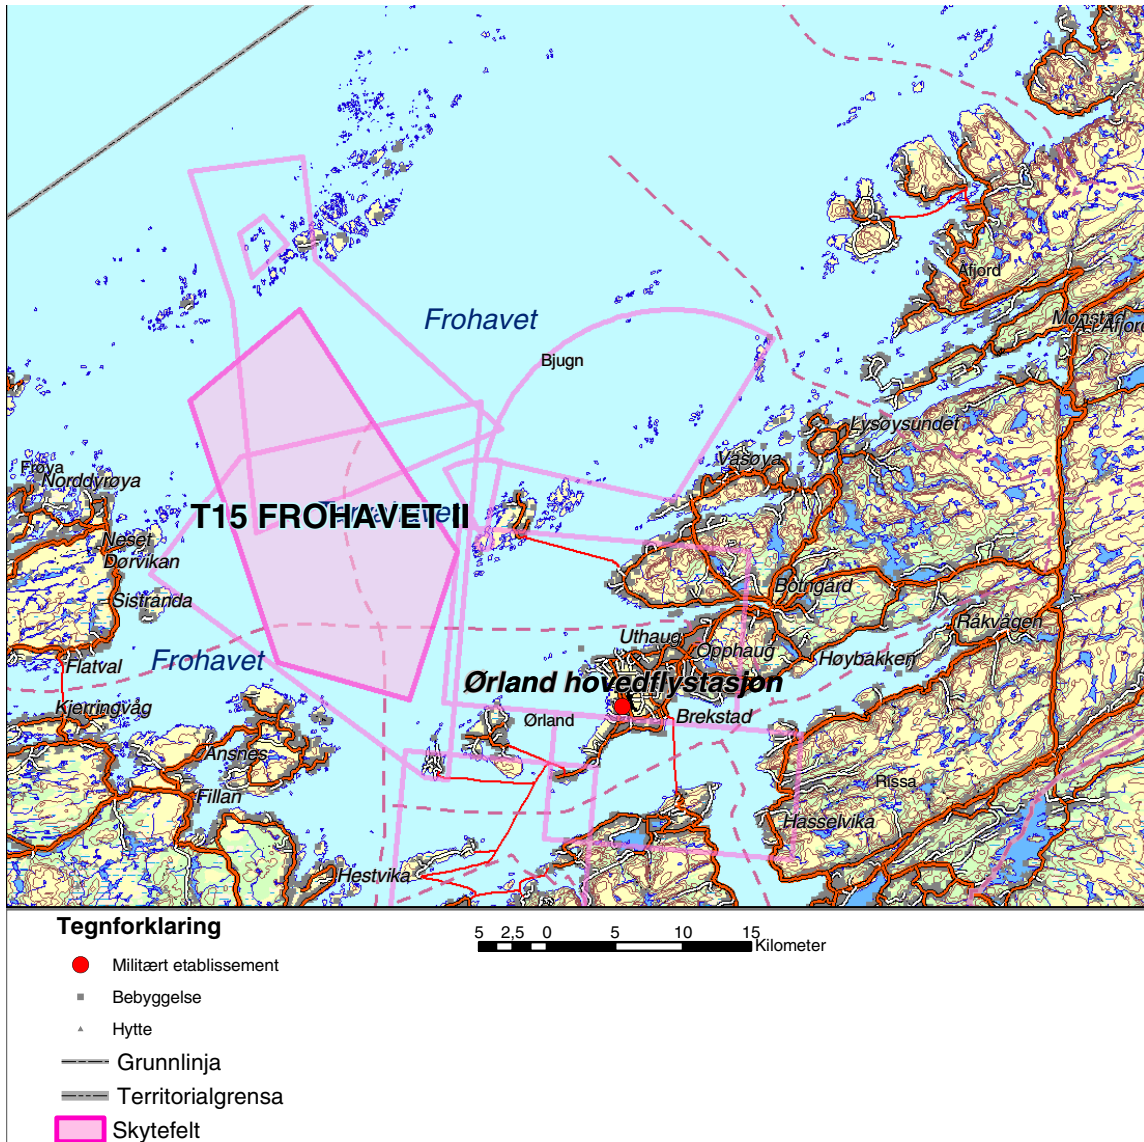 Åfjord
Monstad
Å i Åfjord
Frohavet
Bjugn
Lysøysundet
Vasøya
Frøya
Norddyrøya
T15 FROHAVET II
Neset
Dørvikan
Botngård
Sistranda
Råkvågen
Uthaug
Opphaug
Høybakken
Frohavet
Flatval
Ørland hovedflystasjon
Kjerringvåg
Ørland
Brekstad
Ansnes
Rissa
Fillan
Hasselvika
Hestvika
Tegnforklaring
5 2,5 0 5 10 15
Kilometer
Militært etablissement
Bebyggelse
Hytte
Grunnlinja
Territorialgrensa
Skytefelt